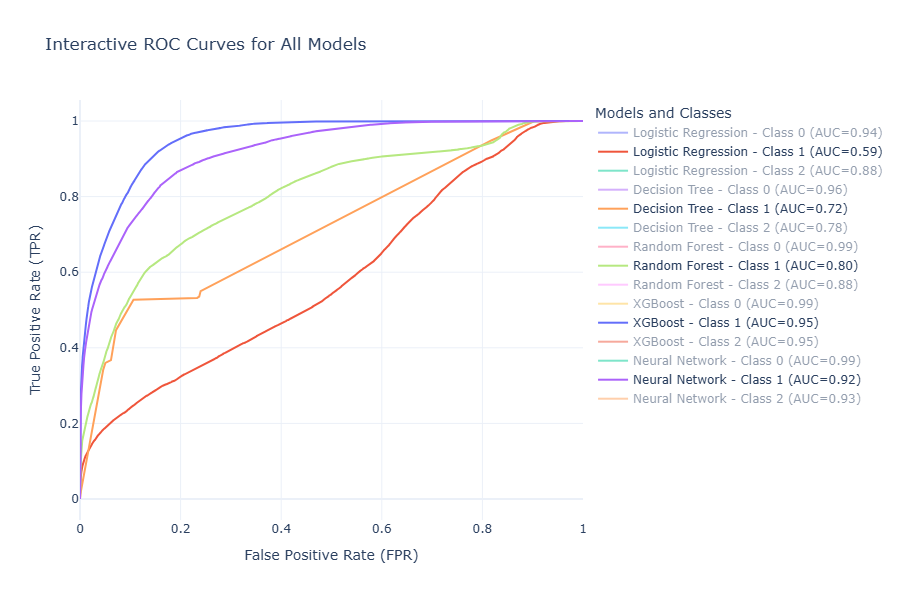 Interactive ROC Curves for All Models
Models and Classes
Logistic Regression - Class 0 (AUC=0.94)
Logistic Regression - Class 1 (AUC=0.59)
Logistic Regression - Class 2 (AUC=0.88)
Decision Tree - Class 0 (AUC=0.96)
Decision Tree - Class 1 (AUC=0.72)
Decision Tree - Class 2 (AUC=0.78)
Random Forest - Class 0 (AUC=0.99)
Random Forest - Class 1 (AUC=0.80)
Random Forest - Class 2 (AUC=0.88)
XGBoost - Class 0 (AUC=0.99)
XGBoost - Class 1 (AUC=0.95)
XGBoost - Class 2 (AUC=0.95)
Neural Network - Class 0 (AUC=0.99)
Neural Network - Class 1 (AUC=0.92)
Neural Network - Class 2 (AUC=0.93)
True Positive Rate (TPR)
1
0.8
0.6
0.4
0.2
0
0 0.2 0.4 0.6 0.8 1
False Positive Rate (FPR)